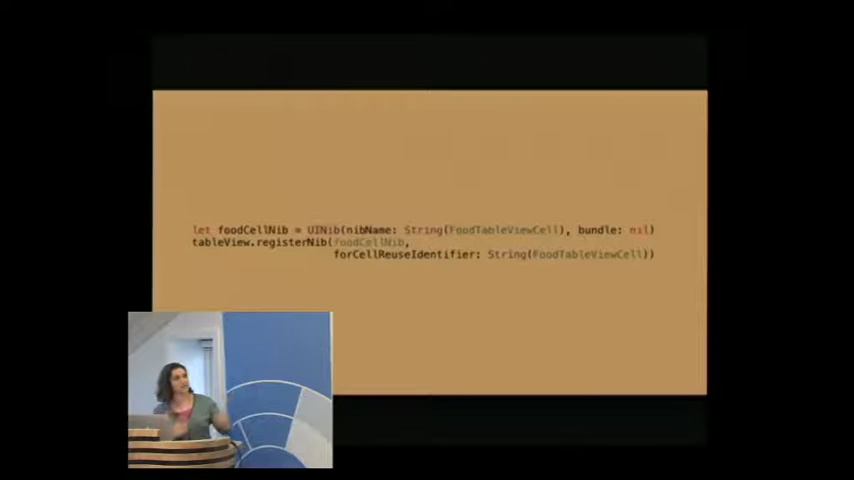 let foodCellNib = UINib(nibName: String(FoodTableViewCell), bundle: nil)
tableView.registerNib(foodCellNib,
forCellReuseIdentifier: String(FoodTableViewCell))